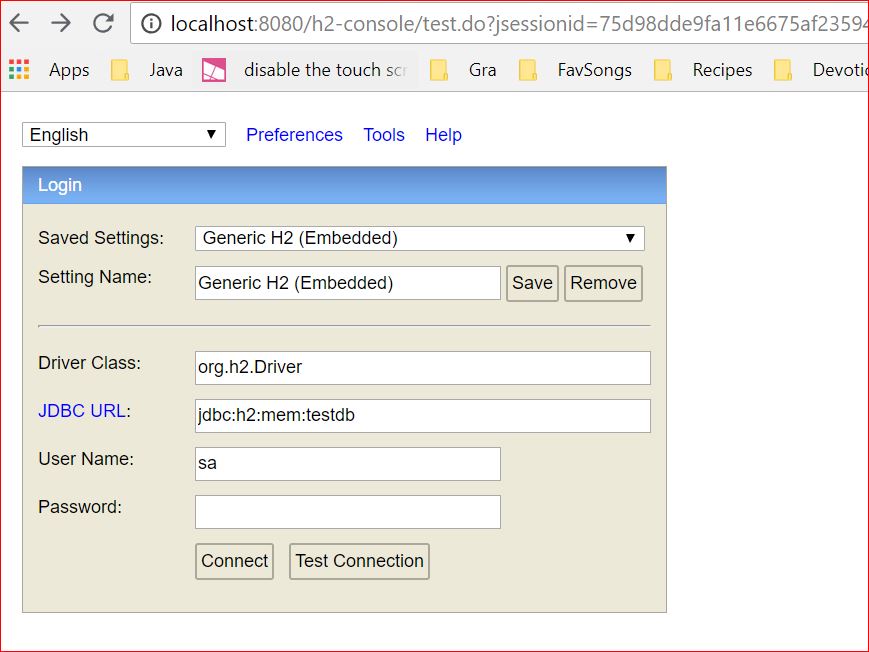 localhost:8080/h2-console/test.do?jsessionid=75d98dde9fa11e6675af23594
Apps Java disable the touch scr Gra FavSongs Recipes Devotic
English Preferences Tools Help
Login
Saved Settings: Generic H2 (Embedded)
Setting Name: Generic H2 (Embedded) Save Remove
Driver Class: org.h2.Driver
JDBC URL: jdbc:h2:mem:testdb
User Name: sa
Password:
Connect Test Connection